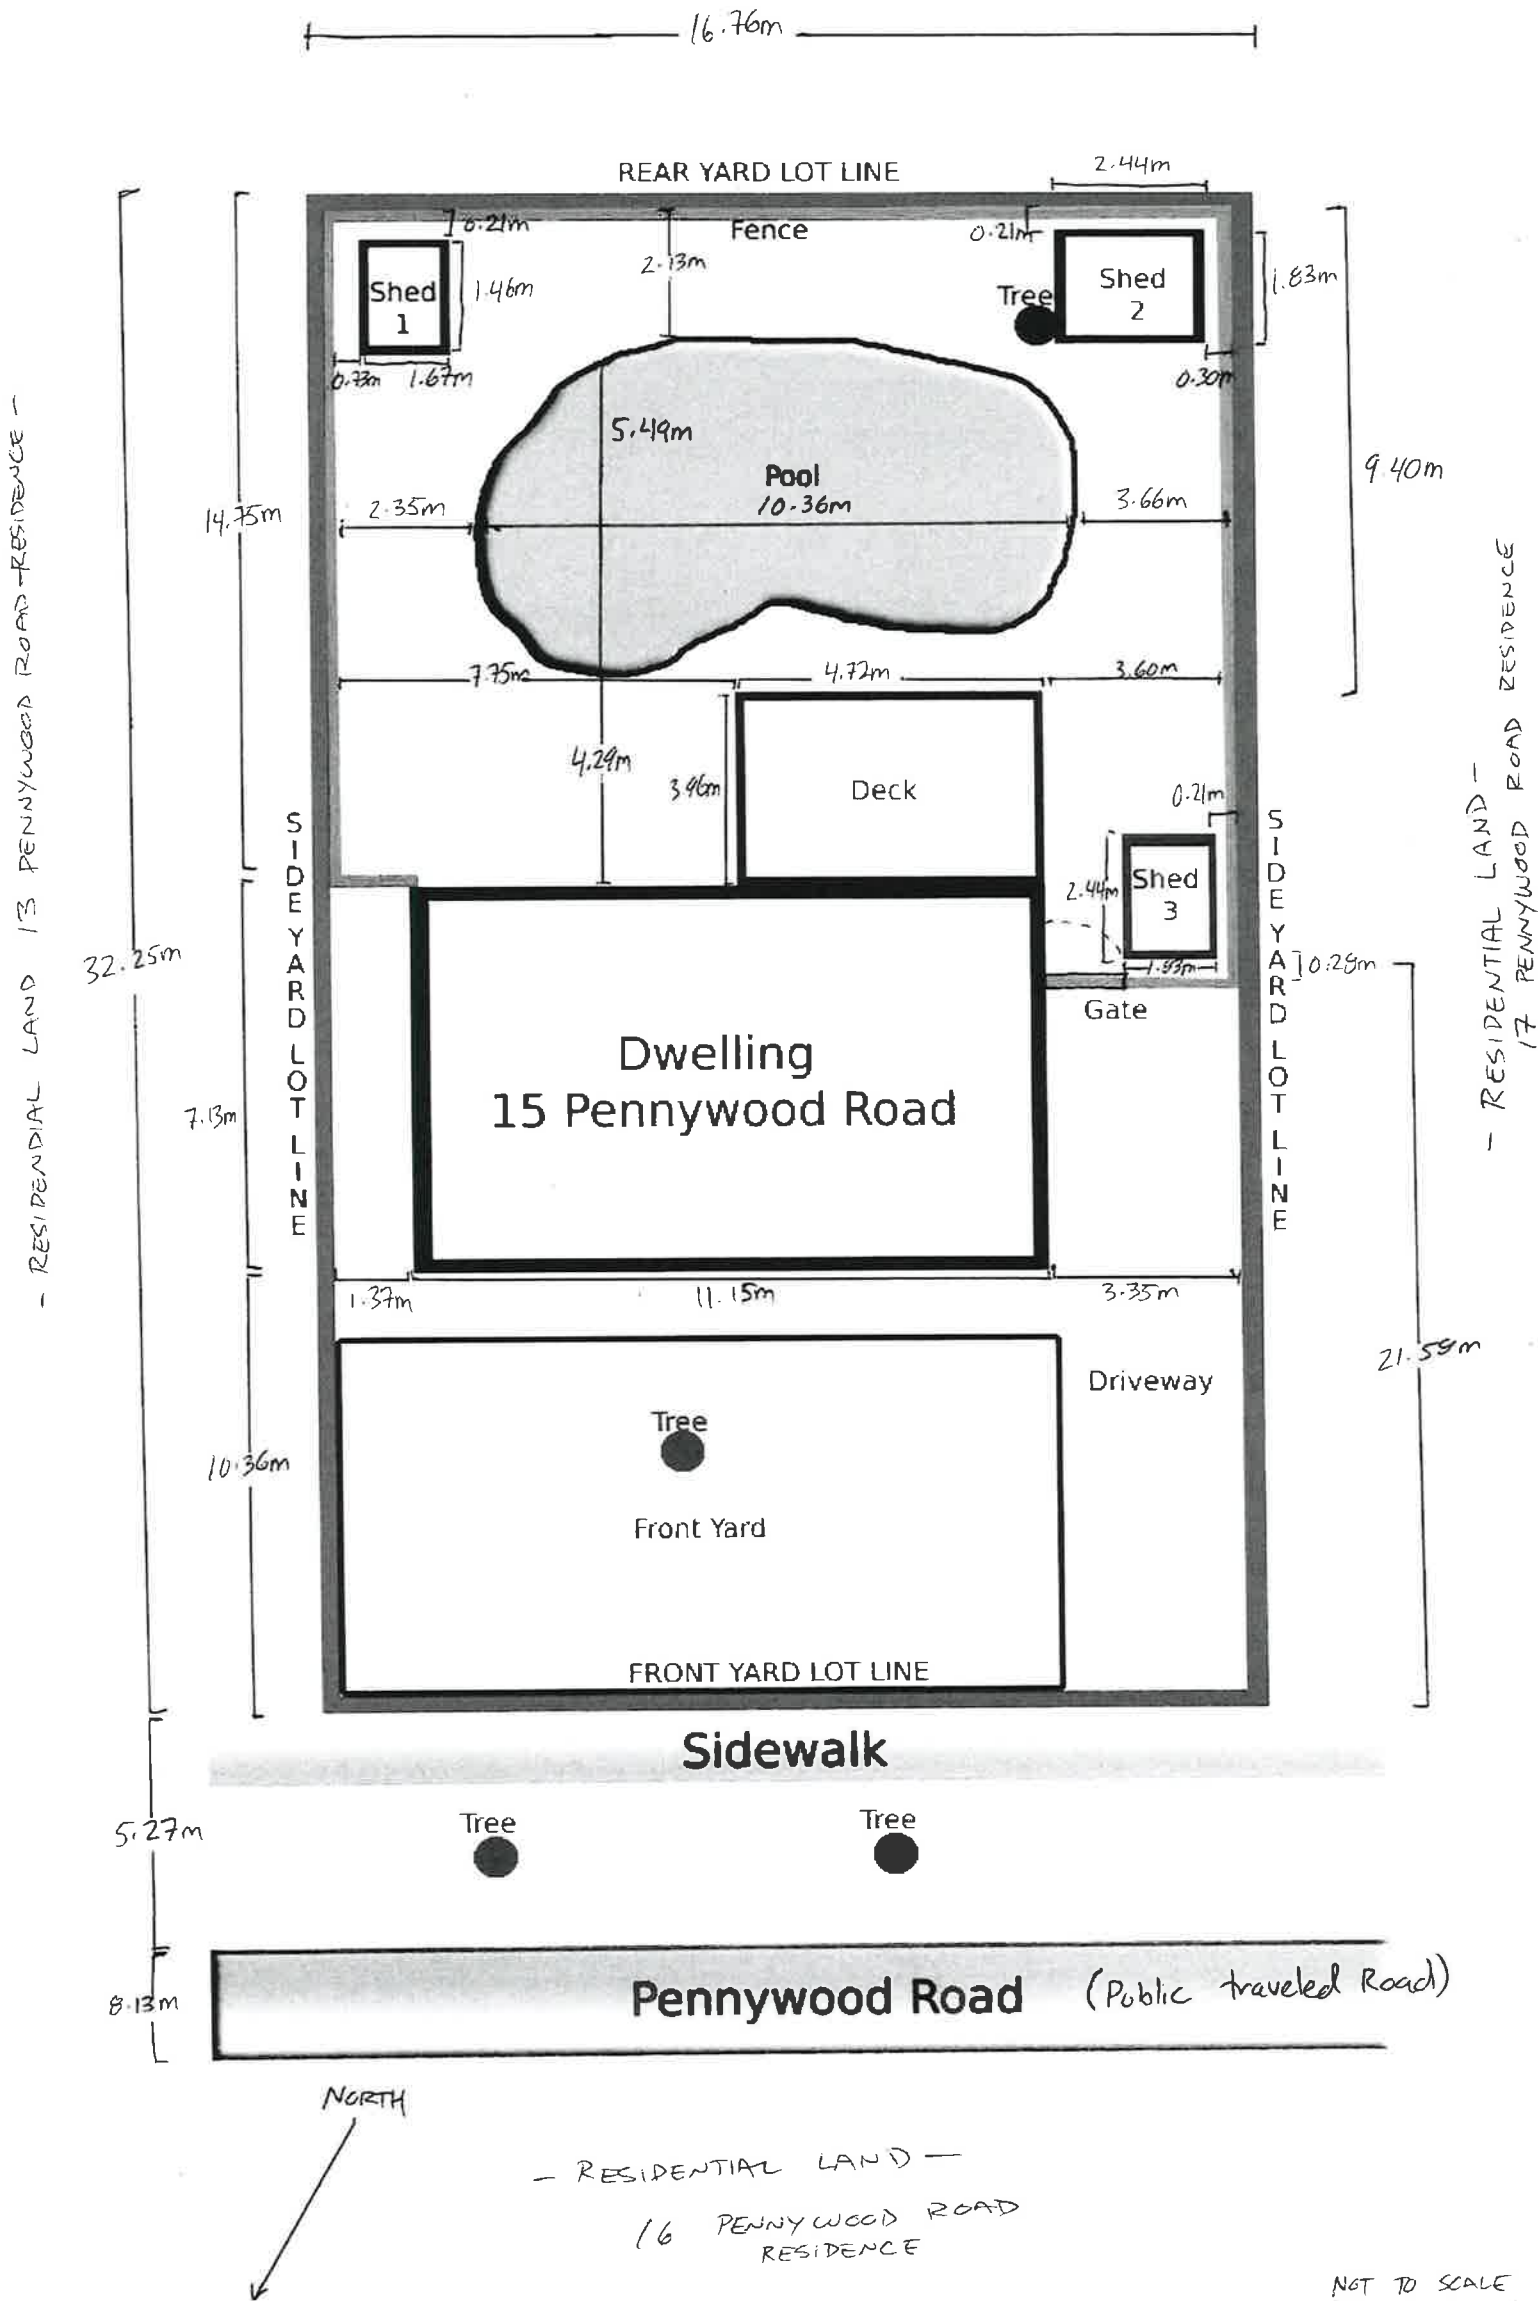 16.76m
REAR YARD LOT LINE
2.44m
0.21m
Fence
0.21m
2.13m
Shed
1
1.46m
Tree
Shed
2
1.83m
0.73m
1.67m
0.30m
5.49m
Pool
10.36m
9.40m
14.75m
2.35m
3.66m
7.75m
4.72m
3.60m
4.29m
3.96m
Deck
0.21m
2.44m
Shed
3
1.83m
0.28m
Gate
SIDE YARD LOT LINE
SIDE YARD LOT LINE
32.25m
- RESIDENDIAL LAND 13 PENNYWOOD ROAD -RESIDENCE -
- RESIDENTIAL LAND -
17 PENNYWOOD ROAD RESIDENCE
Dwelling
15 Pennywood Road
7.13m
1.37m
11.15m
3.35m
Driveway
Tree
Front Yard
10.36m
FRONT YARD LOT LINE
Sidewalk
Tree
Tree
5.27m
8.13m
Pennywood Road (Public traveled Road)
NORTH
- RESIDENTIAL LAND -
16 PENNYWOOD ROAD
RESIDENCE
NOT TO SCALE